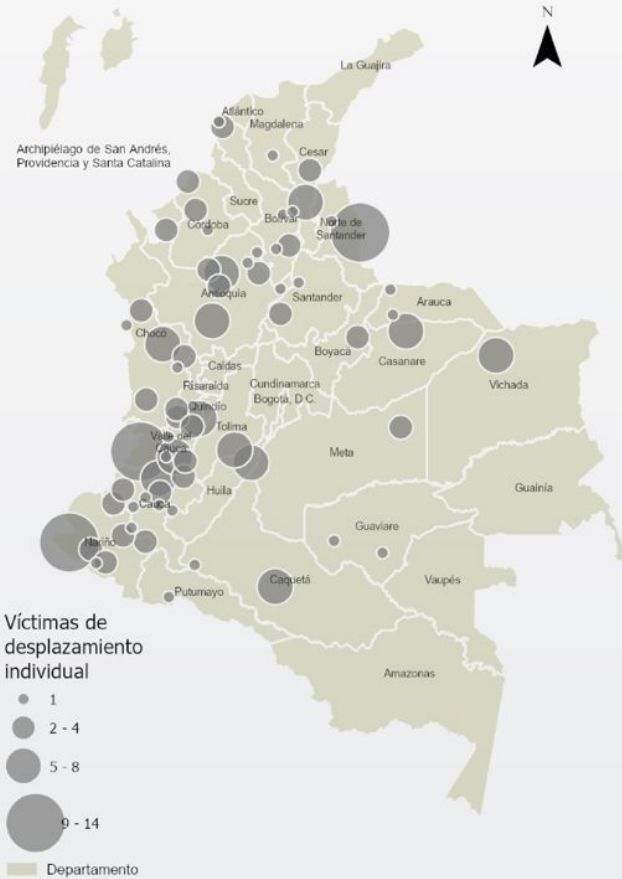 N
La Guajira
Atlántico
Magdalena
Archipiélago de San Andrés,
Providencia y Santa Catalina
Cesar
Sucre
Bolívar
Córdoba
Norte de
Santander
Antioquia
Santander
Arauca
Chocó
Boyacá
Casanare
Caldas
Vichada
Risaralda
Cundinamarca
Bogotá, D.C.
Quindío
Tolima
Valle del
Cauca
Meta
Huila
Guainía
Cauca
Guaviare
Nariño
Caquetá
Vaupés
Putumayo
Amazonas
Víctimas de
desplazamiento
individual
1
2 - 4
5 - 8
9 - 14
Departamento